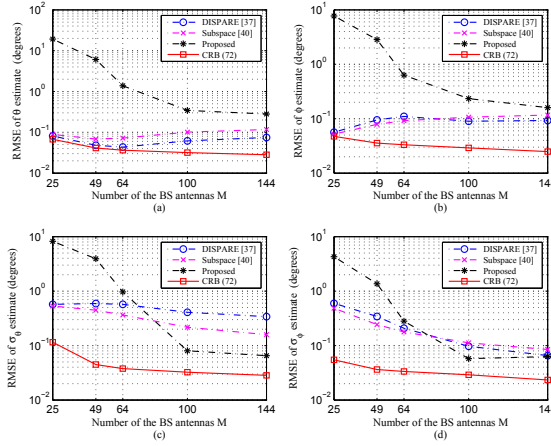 10²
DISPARE [37]
Subspace [40]
Proposed
CRB (72)
10¹
10⁰
10⁻¹
10⁻²
RMSE of θ estimate (degrees)
25 49 64 100 144
Number of the BS antennas M
(a)
10¹
DISPARE [37]
Subspace [40]
Proposed
CRB (72)
10⁰
10⁻¹
10⁻²
RMSE of ϕ estimate (degrees)
25 49 64 100 14
Number of the BS antennas M
(b)
10¹
DISPARE [37]
Subspace [40]
Proposed
CRB (72)
10⁰
10⁻¹
10⁻²
RMSE of σ_θ estimate (degrees)
25 49 64 100 144
Number of the BS antennas M
(c)
10¹
DISPARE [37]
Subspace [40]
Proposed
CRB (72)
10⁰
10⁻¹
10⁻²
RMSE of σ_ϕ estimate (degrees)
25 49 64 100 144
Number of the BS antennas M
(d)